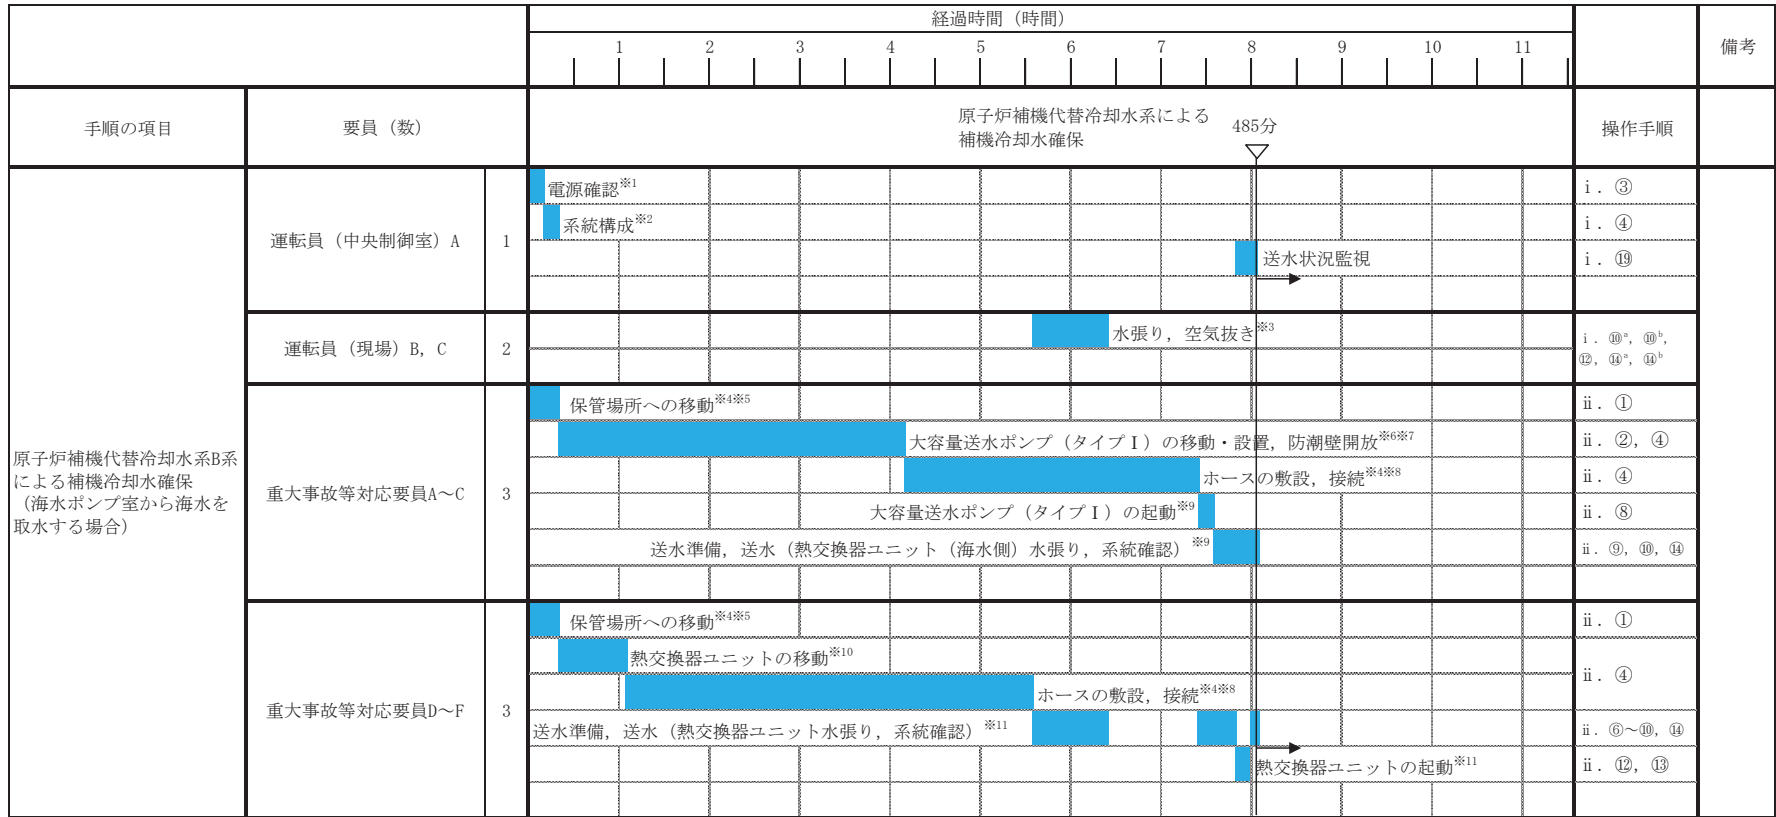 経過時間（時間）
1 2 3 4 5 6 7 8 9 10 11
備考
手順の項目
要員（数）
原子炉補機代替冷却水系による
補機冷却水確保
485分
操作手順
原子炉補機代替冷却水系B系
による補機冷却水確保
（海水ポンプ室から海水を
取水する場合）
運転員（中央制御室）A
1
電源確認※1
ⅰ．③
系統構成※2
ⅰ．④
送水状況監視
ⅰ．⑲
運転員（現場）B，C
2
水張り，空気抜き※3
ⅰ．⑩a，⑩b，
⑫，⑭a，⑭b
重大事故等対応要員A～C
3
保管場所への移動※4※5
ⅱ．①
大容量送水ポンプ（タイプⅠ）の移動・設置，防潮壁開放※6※7
ⅱ．②，④
ホースの敷設，接続※4※8
ⅱ．④
大容量送水ポンプ（タイプⅠ）の起動※9
ⅱ．⑧
送水準備，送水（熱交換器ユニット（海水側）水張り，系統確認）※9
ⅱ．⑨，⑩，⑭
重大事故等対応要員D～F
3
保管場所への移動※4※5
ⅱ．①
熱交換器ユニットの移動※10
ⅱ．④
ホースの敷設，接続※4※8
送水準備，送水（熱交換器ユニット水張り，系統確認）※11
ⅱ．⑥～⑩，⑭
熱交換器ユニットの起動※11
ⅱ．⑫，⑬